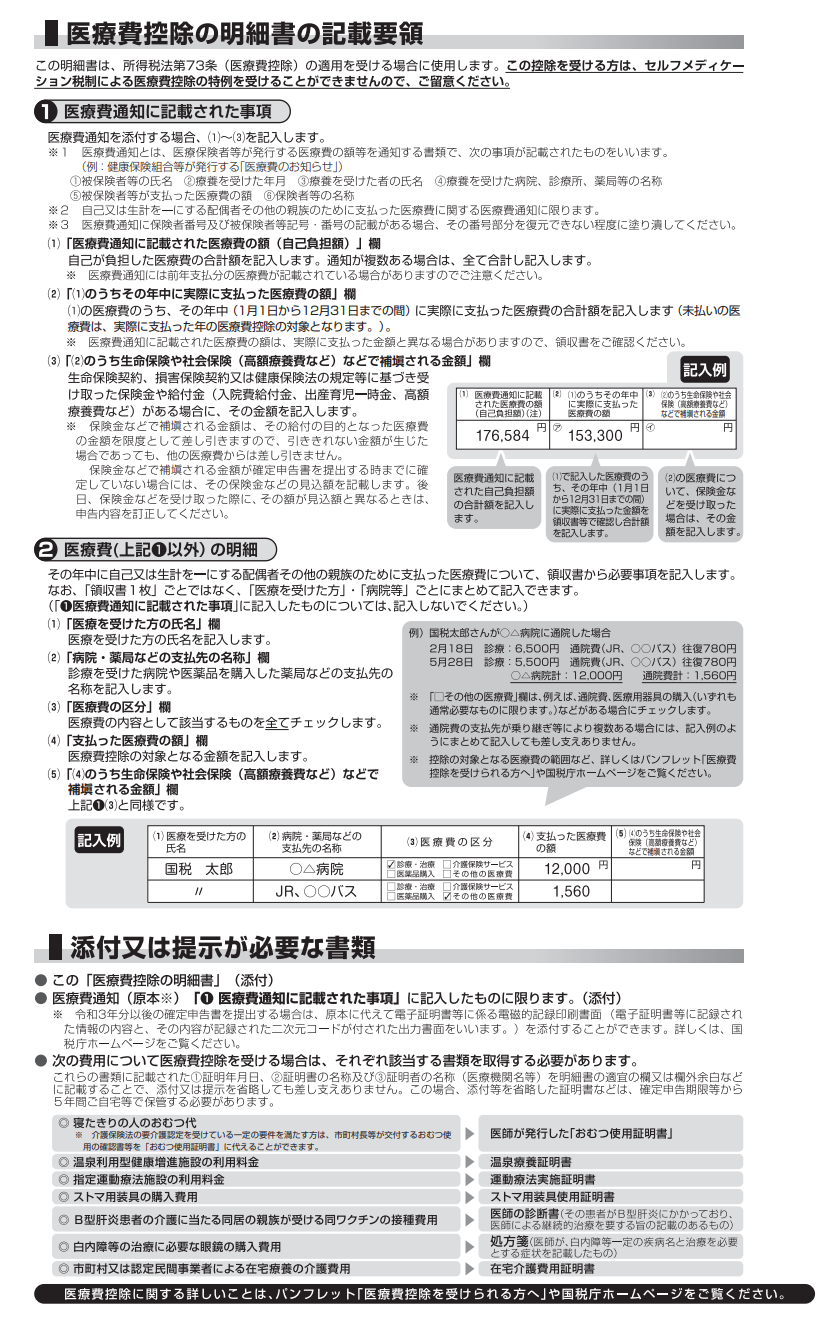 医療費控除の明細書の記載要領
この明細書は、所得税法第73条（医療費控除）の適用を受ける場合に使用します。この控除を受ける方は、セルフメディケー
ション税制による医療費控除の特例を受けることができませんので、ご留意ください。
❶ 医療費通知に記載された事項
医療費通知を添付する場合、⑴～⑶を記入します。
※１　医療費通知とは、医療保険者等が発行する医療費の額等を通知する書類で、次の事項が記載されたものをいいます。
（例：健康保険組合等が発行する「医療費のお知らせ」）
①被保険者等の氏名　②療養を受けた年月　③療養を受けた者の氏名　④療養を受けた病院、診療所、薬局等の名称
⑤被保険者等が支払った医療費の額　⑥保険者等の名称
※２　自己又は生計を一にする配偶者その他の親族のために支払った医療費に関する医療費通知に限ります。
※３　医療費通知に保険者番号及び被保険者等記号・番号の記載がある場合、その番号部分を復元できない程度に塗り潰してください。
⑴「医療費通知に記載された医療費の額（自己負担額）」欄
自己が負担した医療費の合計額を記入します。通知が複数ある場合は、全て合計し記入します。
※　医療費通知には前年支払分の医療費が記載されている場合がありますのでご注意ください。
⑵「⑴のうちその年中に実際に支払った医療費の額」欄
⑴の医療費のうち、その年中（1月1日から12月31日までの間）に実際に支払った医療費の合計額を記入します（未払いの医
療費は、実際に支払った年の医療費控除の対象となります。）。
※　医療費通知に記載された医療費の額は、実際に支払った金額と異なる場合がありますので、領収書をご確認ください。
⑶「⑵のうち生命保険や社会保険（高額療養費など）などで補塡される金額」欄
生命保険契約、損害保険契約又は健康保険法の規定等に基づき受
け取った保険金や給付金（入院費給付金、出産育児一時金、高額
療養費など）がある場合に、その金額を記入します。
※　保険金などで補塡される金額は、その給付の目的となった医療費
の金額を限度として差し引きますので、引ききれない金額が生じた
場合であっても、他の医療費からは差し引きません。
保険金などで補塡される金額が確定申告書を提出する時までに確
定していない場合には、その保険金などの見込額を記載します。後
日、保険金などを受け取った際に、その額が見込額と異なるときは、
申告内容を訂正してください。
記入例
⑴ 医療費通知に記載
された医療費の額
（自己負担額）（注）
⑵ ⑴のうちその年中
に実際に支払った
医療費の額
⑶ ⑵のうち生命保険や社会
保険（高額療養費など）
などで補塡される金額
176,584 円 ㋐ 153,300 円 ㋑ 円
医療費通知に記載
された自己負担額
の合計額を記入し
ます。
⑴で記入した医療費のう
ち、その年中（1月1日
から12月31日までの間）
に実際に支払った金額を
領収書等で確認し合計額
を記入します。
⑵の医療費につ
いて、保険金な
どを受け取った
場合は、その金
額を記入します。
❷ 医療費（上記❶以外）の明細
その年中に自己又は生計を一にする配偶者その他の親族のために支払った医療費について、領収書から必要事項を記入します。
なお、「領収書１枚」ごとではなく、「医療を受けた方」・「病院等」ごとにまとめて記入できます。
（「❶医療費通知に記載された事項」に記入したものについては、記入しないでください。）
⑴「医療を受けた方の氏名」欄
医療を受けた方の氏名を記入します。
⑵「病院・薬局などの支払先の名称」欄
診療を受けた病院や医薬品を購入した薬局などの支払先の
名称を記入します。
⑶「医療費の区分」欄
医療費の内容として該当するものを全てチェックします。
⑷「支払った医療費の額」欄
医療費控除の対象となる金額を記入します。
⑸「⑷のうち生命保険や社会保険（高額療養費など）などで
補塡される金額」欄
上記❶⑶と同様です。
例）国税太郎さんが○△病院に通院した場合
2月18日　診療：6,500円　通院費（JR、○○バス）往復780円
5月28日　診療：5,500円　通院費（JR、○○バス）往復780円
○△病院計：12,000円　通院費計：1,560円
※　「□その他の医療費」欄は、例えば、通院費、医療用器具の購入（いずれも
通常必要なものに限ります。）などがある場合にチェックします。
※　通院費の支払先が乗り継ぎ等により複数ある場合には、記入例のよ
うにまとめて記入しても差し支えありません。
※　控除の対象となる医療費の範囲など、詳しくはパンフレット「医療費
控除を受けられる方へ」や国税庁ホームページをご覧ください。
記入例
⑴ 医療を受けた方の
氏名
⑵ 病院・薬局などの
支払先の名称
⑶ 医療費の区分
⑷ 支払った医療費
の額
⑸ ⑷のうち生命保険や社会
保険（高額療養費など）
などで補塡される金額
国税　太郎 ○△病院 ☑診療・治療 □介護保険サービス 12,000 円 円
□医薬品購入 □その他の医療費
〃 JR、○○バス □診療・治療 □介護保険サービス 1,560
□医薬品購入 ☑その他の医療費
添付又は提示が必要な書類
● この「医療費控除の明細書」（添付）
● 医療費通知（原本※）「❶ 医療費通知に記載された事項」に記入したものに限ります。（添付）
※　令和3年分以後の確定申告書を提出する場合は、原本に代えて電子証明書等に係る電磁的記録印刷書面（電子証明書等に記録され
た情報の内容と、その内容が記録された二次元コードが付された出力書面をいいます。）を添付することができます。詳しくは、国
税庁ホームページをご覧ください。
● 次の費用について医療費控除を受ける場合は、それぞれ該当する書類を取得する必要があります。
これらの書類に記載された①証明年月日、②証明書の名称及び③証明者の名称（医療機関名等）を明細書の適宜の欄又は欄外余白など
に記載することで、添付又は提示を省略しても差し支えありません。この場合、添付等を省略した証明書などは、確定申告期限等から
５年間ご自宅等で保管する必要があります。
◎ 寝たきりの人のおむつ代
※　介護保険法の要介護認定を受けている一定の要件を満たす方は、市町村長等が交付するおむつ使
用の確認書等を「おむつ使用証明書」に代えることができます。
▶ 医師が発行した「おむつ使用証明書」
◎ 温泉利用型健康増進施設の利用料金 ▶ 温泉療養証明書
◎ 指定運動療法施設の利用料金 ▶ 運動療法実施証明書
◎ ストマ用装具の購入費用 ▶ ストマ用装具使用証明書
◎ Ｂ型肝炎患者の介護に当たる同居の親族が受ける同ワクチンの接種費用 ▶ 医師の診断書（その患者がＢ型肝炎にかかっており、
医師による継続的治療を要する旨の記載のあるもの）
◎ 白内障等の治療に必要な眼鏡の購入費用 ▶ 処方箋（医師が、白内障等一定の疾病名と治療を必要
とする症状を記載したもの）
◎ 市町村又は認定民間事業者による在宅療養の介護費用 ▶ 在宅介護費用証明書
医療費控除に関する詳しいことは、パンフレット「医療費控除を受けられる方へ」や国税庁ホームページをご覧ください。